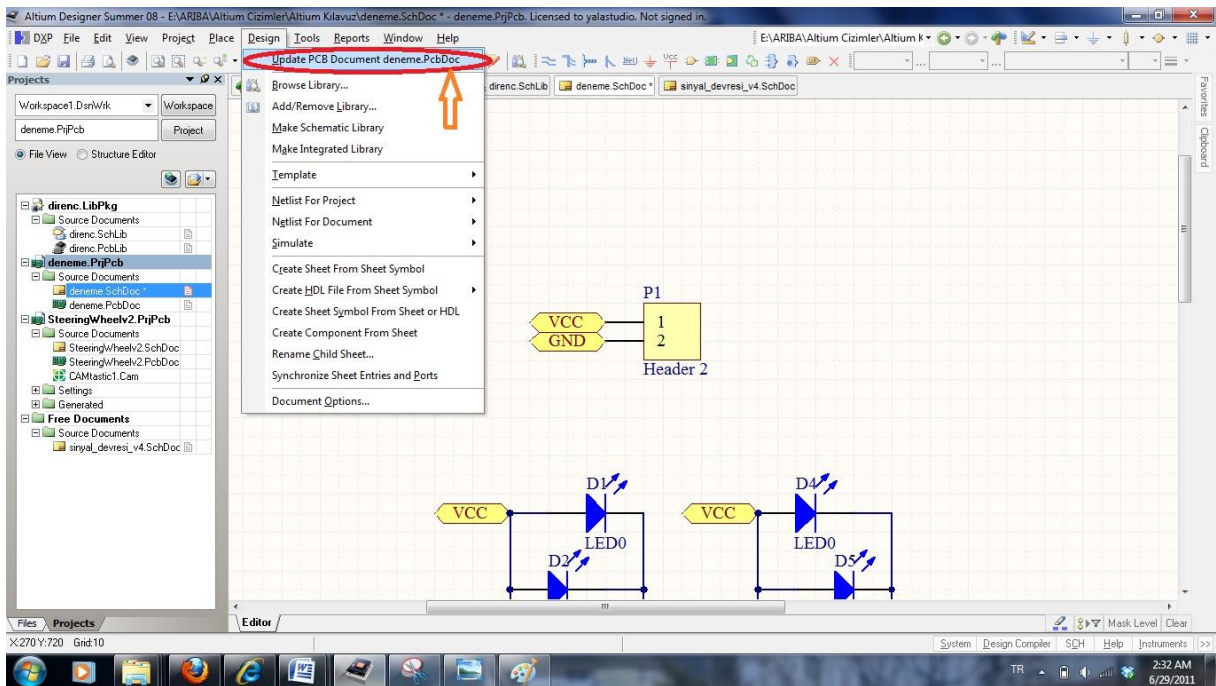 Altium Designer Summer 08 - E:\ARIBA\Altium Cizimler\Altium Kılavuz\deneme.SchDoc * - deneme.PrjPcb. Licensed to yalastudio. Not signed in.
DXP File Edit View Project Place Design Tools Reports Window Help
E:\ARIBA\Altium Cizimler\Altium K
Projects
Workspace1.DsnWrk
Workspace
deneme.PrjPcb
Project
File View
Structure Editor
direnc.LibPkg
Source Documents
direnc.SchLib
direnc.PcbLib
deneme.PrjPcb
Source Documents
deneme.SchDoc *
deneme.PcbDoc
SteeringWheelv2.PrjPcb
Source Documents
SteeringWheelv2.SchDoc
SteeringWheelv2.PcbDoc
CAMtastic1.Cam
Settings
Generated
Free Documents
Source Documents
sinyal_devresi_v4.SchDoc
Files
Projects
Update PCB Document deneme.PcbDoc
Browse Library...
Add/Remove Library...
Make Schematic Library
Make Integrated Library
Template
Netlist For Project
Netlist For Document
Simulate
Create Sheet From Sheet Symbol
Create HDL File From Sheet Symbol
Create Sheet Symbol From Sheet or HDL
Create Component From Sheet
Rename Child Sheet...
Synchronize Sheet Entries and Ports
Document Options...
VCC
direnc.SchLib
deneme.SchDoc *
sinyal_devresi_v4.SchDoc
Favorites
Clipboard
P1
VCC 1
GND 2
Header 2
D1 D4
VCC VCC
LED0 LED0
D2 D5
Editor
Mask Level Clear
X:270 Y:720 Grid:10
System Design Compiler SCH Help Instruments >>
TR
2:32 AM
6/29/2011